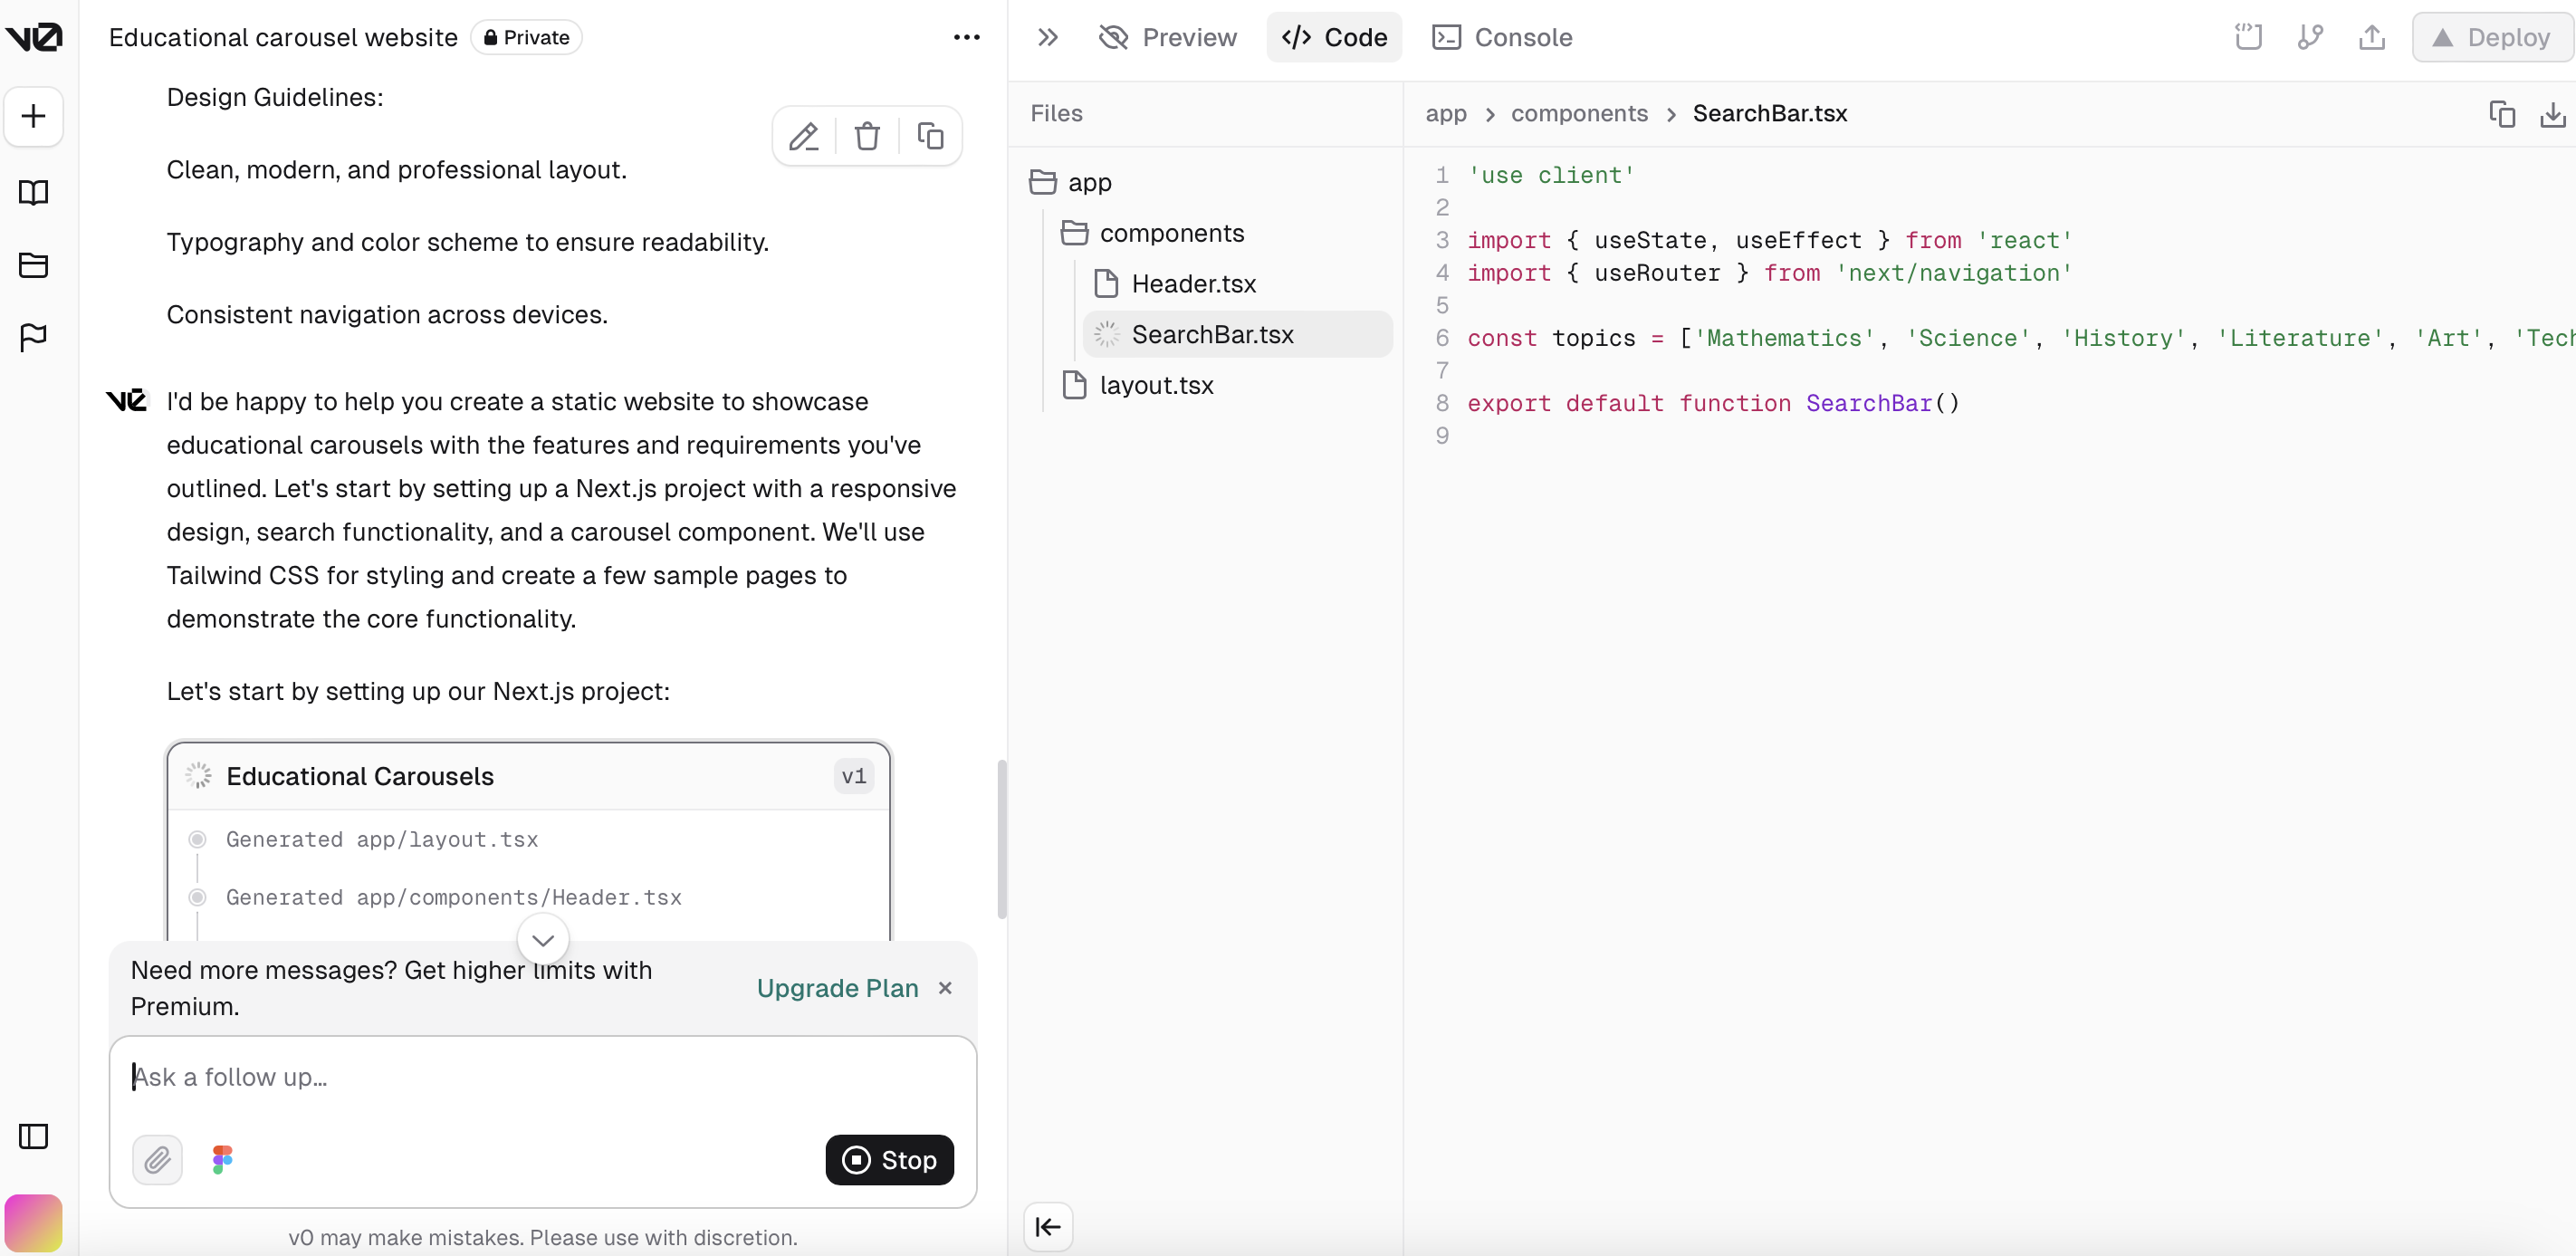 v0
Educational carousel website
Private
Design Guidelines:
Clean, modern, and professional layout.
Typography and color scheme to ensure readability.
Consistent navigation across devices.
v0
I'd be happy to help you create a static website to showcase
educational carousels with the features and requirements you've
outlined. Let's start by setting up a Next.js project with a responsive
design, search functionality, and a carousel component. We'll use
Tailwind CSS for styling and create a few sample pages to
demonstrate the core functionality.
Let's start by setting up our Next.js project:
Educational Carousels
v1
Generated app/layout.tsx
Generated app/components/Header.tsx
Need more messages? Get higher limits with
Premium.
Upgrade Plan
Ask a follow up…
Stop
v0 may make mistakes. Please use with discretion.
Preview
Code
Console
Deploy
Files
app
components
Header.tsx
SearchBar.tsx
layout.tsx
app > components > SearchBar.tsx
1 'use client'
2
3 import { useState, useEffect } from 'react'
4 import { useRouter } from 'next/navigation'
5
6 const topics = ['Mathematics', 'Science', 'History', 'Literature', 'Art', 'Tech
7
8 export default function SearchBar()
9